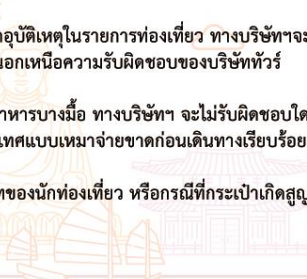 อุบัติเหตุในรายการท่องเที่ยว ทางบริษัทฯจะ
นอกเหนือความรับผิดชอบของบริษัททัวร์
อาหารบางมื้อ ทางบริษัทฯ จะไม่รับผิดชอบใด
เทศแบบเหมาจ่ายขาดก่อนเดินทางเรียบร้อย
ทของนักท่องเที่ยว หรือกรณีที่กระเป๋าเกิดสูญ